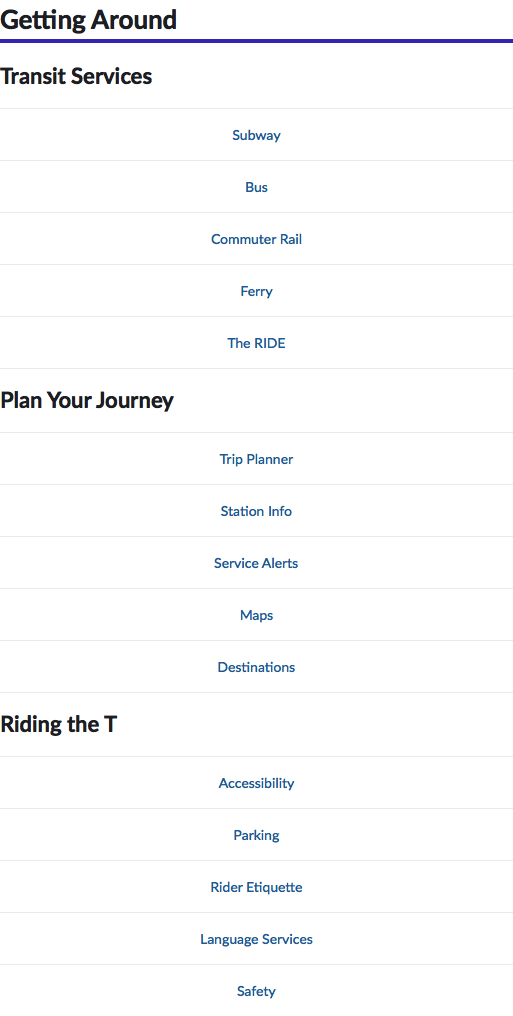 Getting Around
Transit Services
Subway
Bus
Commuter Rail
Ferry
The RIDE
Plan Your Journey
Trip Planner
Station Info
Service Alerts
Maps
Destinations
Riding the T
Accessibility
Parking
Rider Etiquette
Language Services
Safety